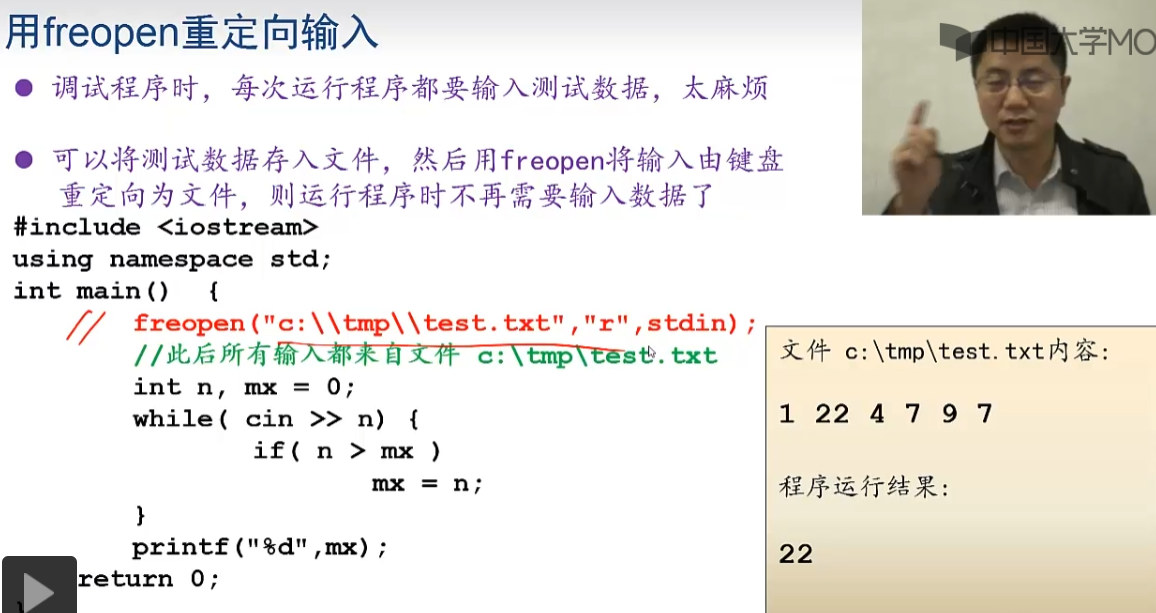 用freopen重定向输入
中国大学MO
● 调试程序时，每次运行程序都要输入测试数据，太麻烦
● 可以将测试数据存入文件，然后用freopen将输入由键盘
重定向为文件，则运行程序时不再需要输入数据了
#include <iostream>
using namespace std;
int main()  {
// freopen("c:\\tmp\\test.txt","r",stdin);
//此后所有输入都来自文件 c:\tmp\test.txt
int n, mx = 0;
while( cin >> n) {
if( n > mx )
mx = n;
}
printf("%d",mx);
return 0;
}
文件 c:\tmp\test.txt内容:
1 22 4 7 9 7
程序运行结果:
22